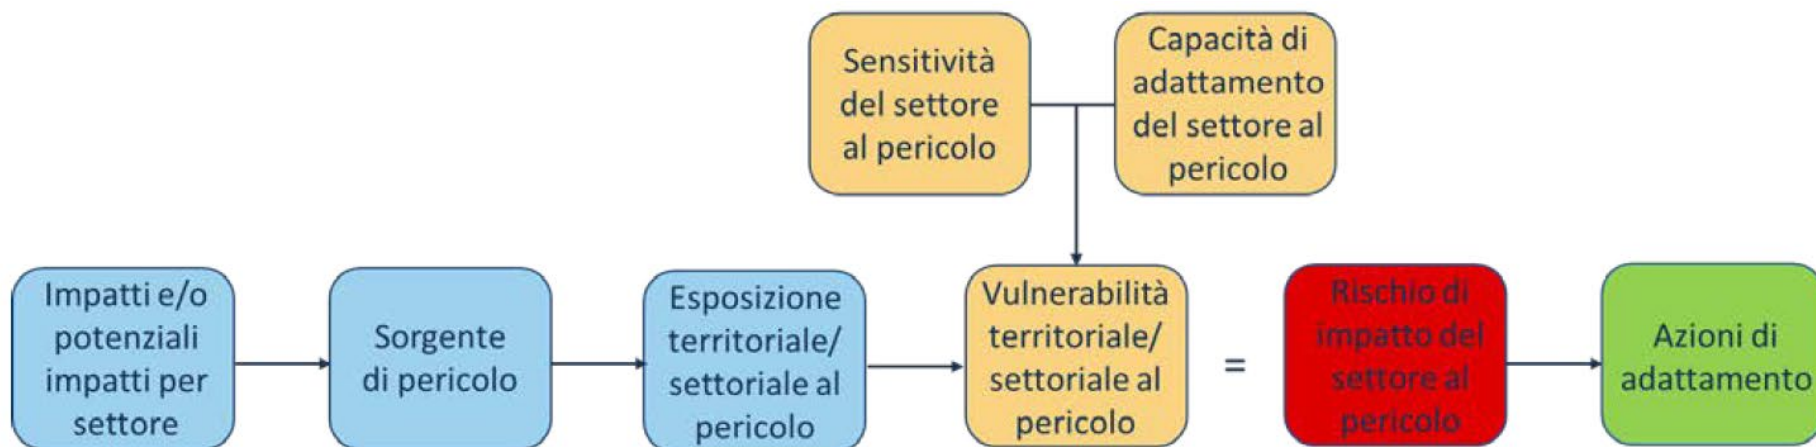 Sensitività
del settore
al pericolo
Capacità di
adattamento
del settore al
pericolo
Impatti e/o
potenziali
impatti per
settore
Sorgente
di pericolo
Esposizione
territoriale/
settoriale al
pericolo
Vulnerabilità
territoriale/
settoriale al
pericolo
=
Rischio di
impatto del
settore al
pericolo
Azioni di
adattamento